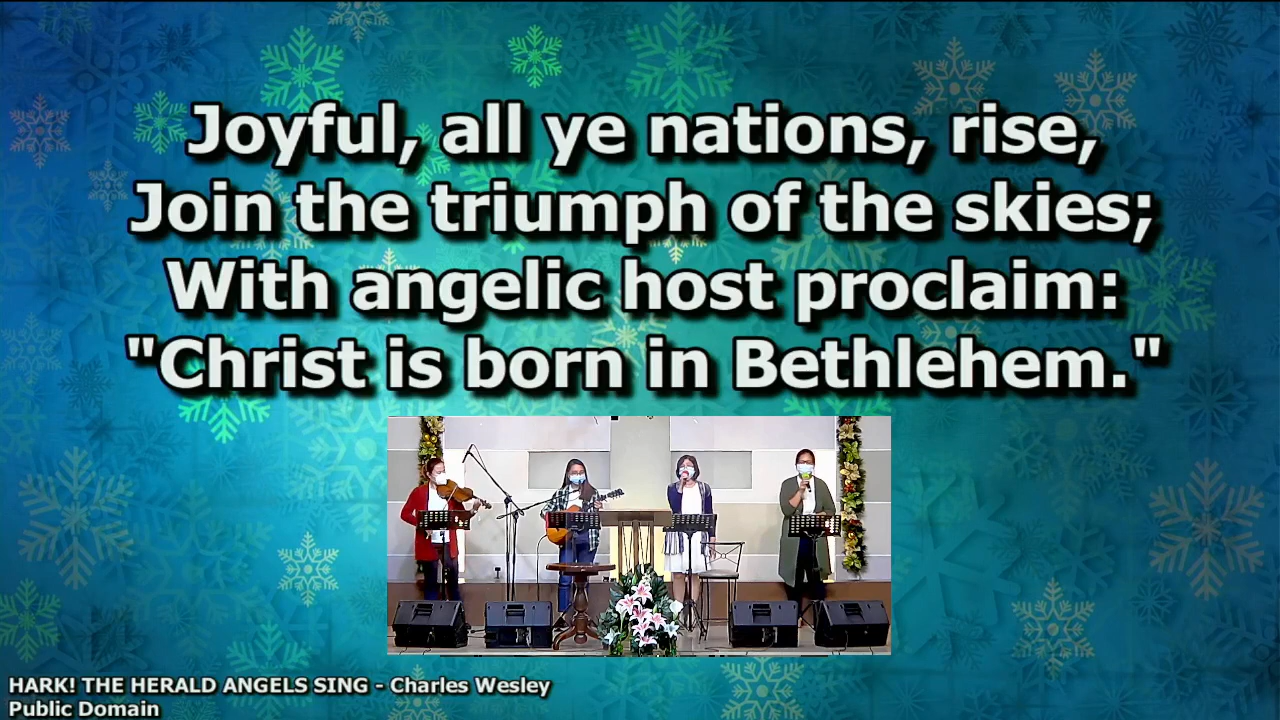 Joyful, all ye nations, rise,
Join the triumph of the skies;
With angelic host proclaim:
"Christ is born in Bethlehem."
HARK! THE HERALD ANGELS SING - Charles Wesley
Public Domain